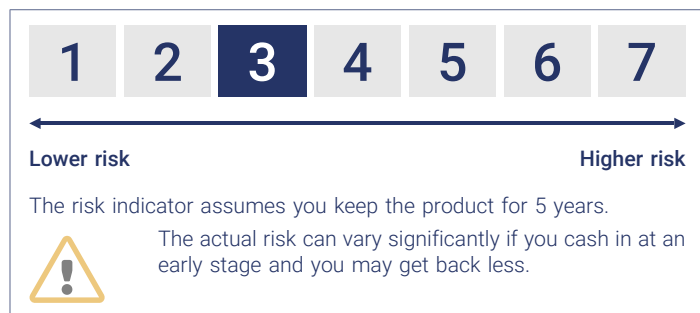 1 2 3 4 5 6 7
Lower risk Higher risk
The risk indicator assumes you keep the product for 5 years.
The actual risk can vary significantly if you cash in at an
early stage and you may get back less.